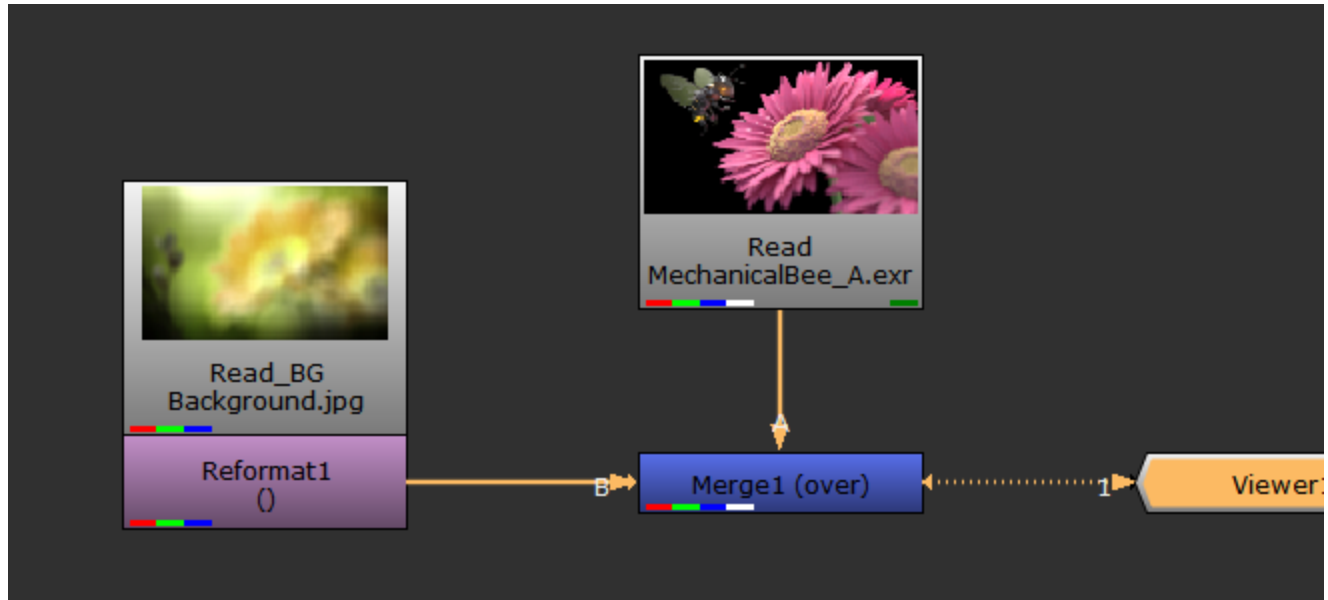 Read
MechanicalBee_A.exr
Read_BG
Background.jpg
A
Reformat1
()
B
Merge1 (over)
1
Viewer1